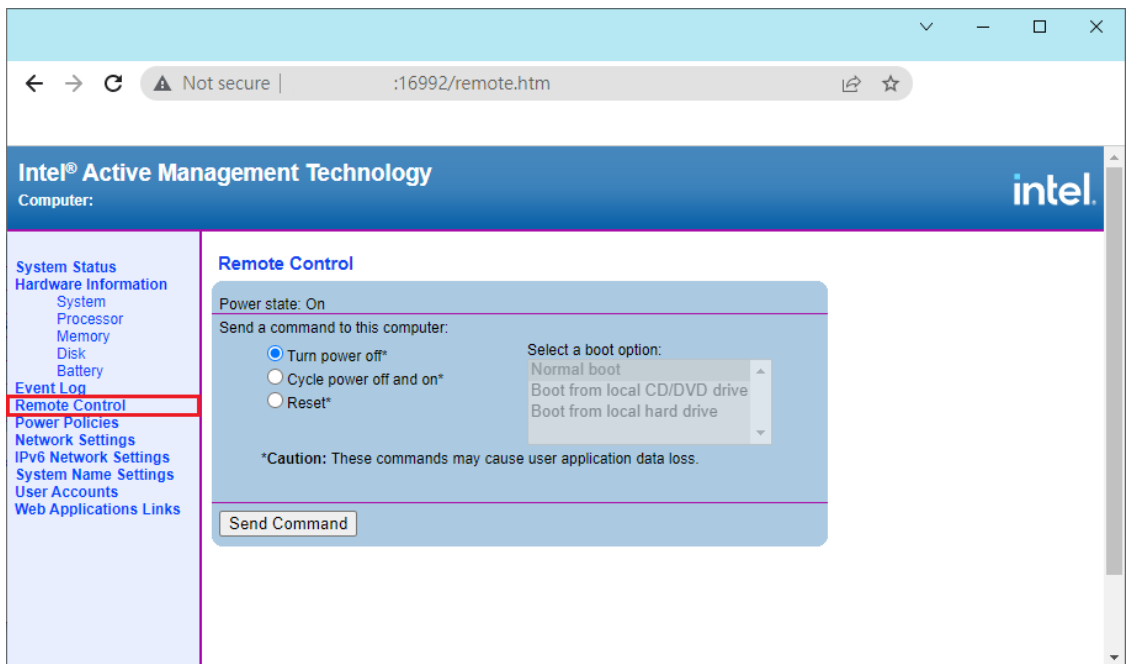 Not secure | :16992/remote.htm
Intel® Active Management Technology
Computer:
intel.
System Status
Hardware Information
System
Processor
Memory
Disk
Battery
Event Log
Remote Control
Power Policies
Network Settings
IPv6 Network Settings
System Name Settings
User Accounts
Web Applications Links
Remote Control
Power state: On
Send a command to this computer:
Turn power off*
Cycle power off and on*
Reset*
Select a boot option:
Normal boot
Boot from local CD/DVD drive
Boot from local hard drive
*Caution: These commands may cause user application data loss.
Send Command